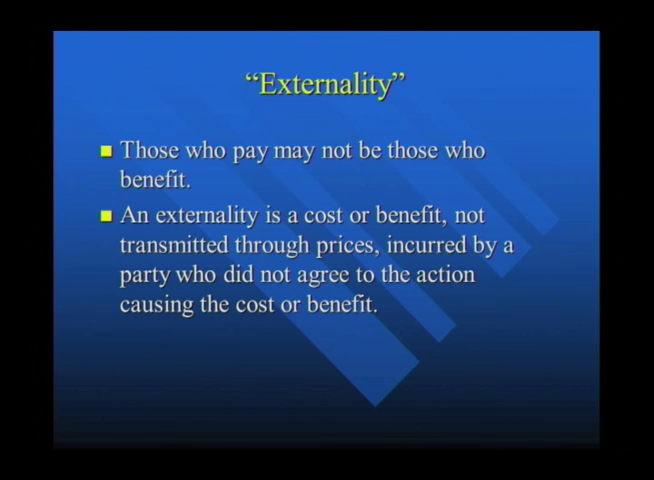 “Externality”
Those who pay may not be those who
benefit.
An externality is a cost or benefit, not
transmitted through prices, incurred by a
party who did not agree to the action
causing the cost or benefit.